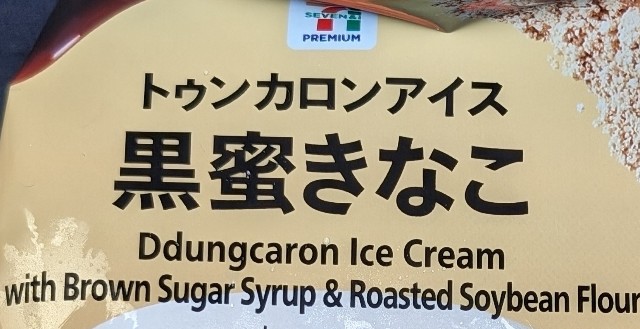 SEVEN&i
PREMIUM
トゥンカロンアイス
黒蜜きなこ
Ddungcaron Ice Cream
with Brown Sugar Syrup & Roasted Soybean Flour